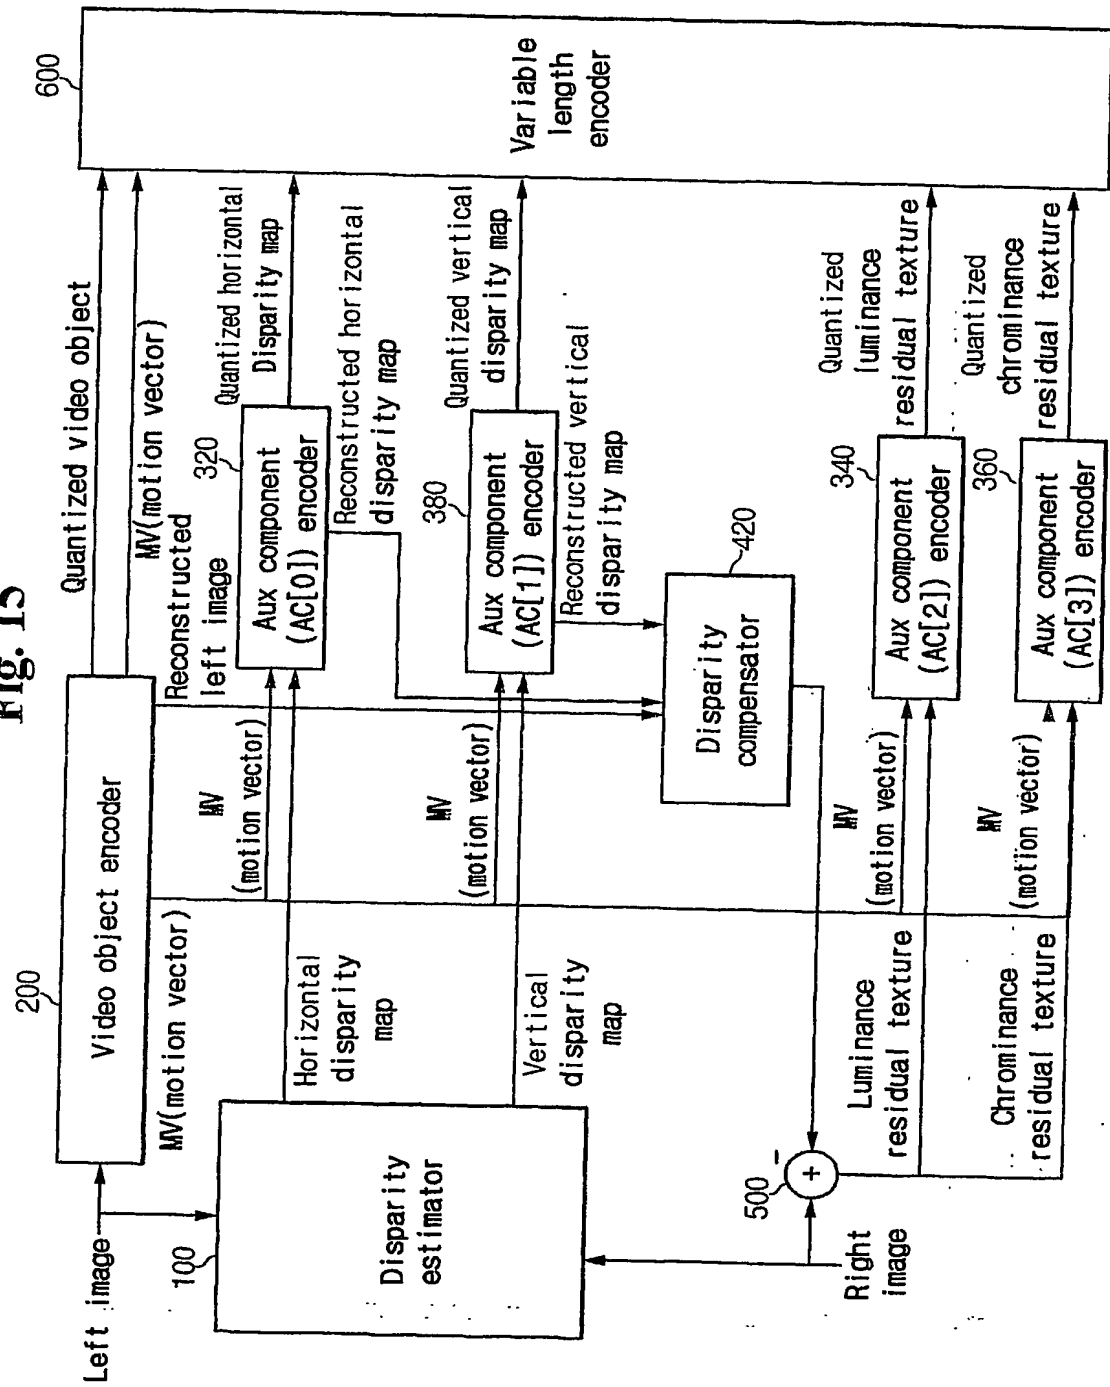 Fig. 15
Left image
200
Video object encoder
Quantized video object
MV(motion vector)
600
Variable
length
encoder
MV(motion vector)
Reconstructed
left image
100
Disparity
estimator
Horizontal
disparity
map
MV
(motion vector)
320
Aux component
(AC[0]) encoder
Quantized horizontal
Disparity map
Reconstructed horizontal
disparity map
Vertical
disparity
map
MV
(motion vector)
380
Aux component
(AC[1]) encoder
Quantized vertical
disparity map
Reconstructed vertical
disparity map
Disparity
compensator
420
500
+
-
Right
image
Luminance
residual texture
MV
(motion vector)
340
Aux component
(AC[2]) encoder
Quantized
luminance
residual texture
Chrominance
residual texture
MV
(motion vector)
360
Aux component
(AC[3]) encoder
Quantized
chrominance
residual texture